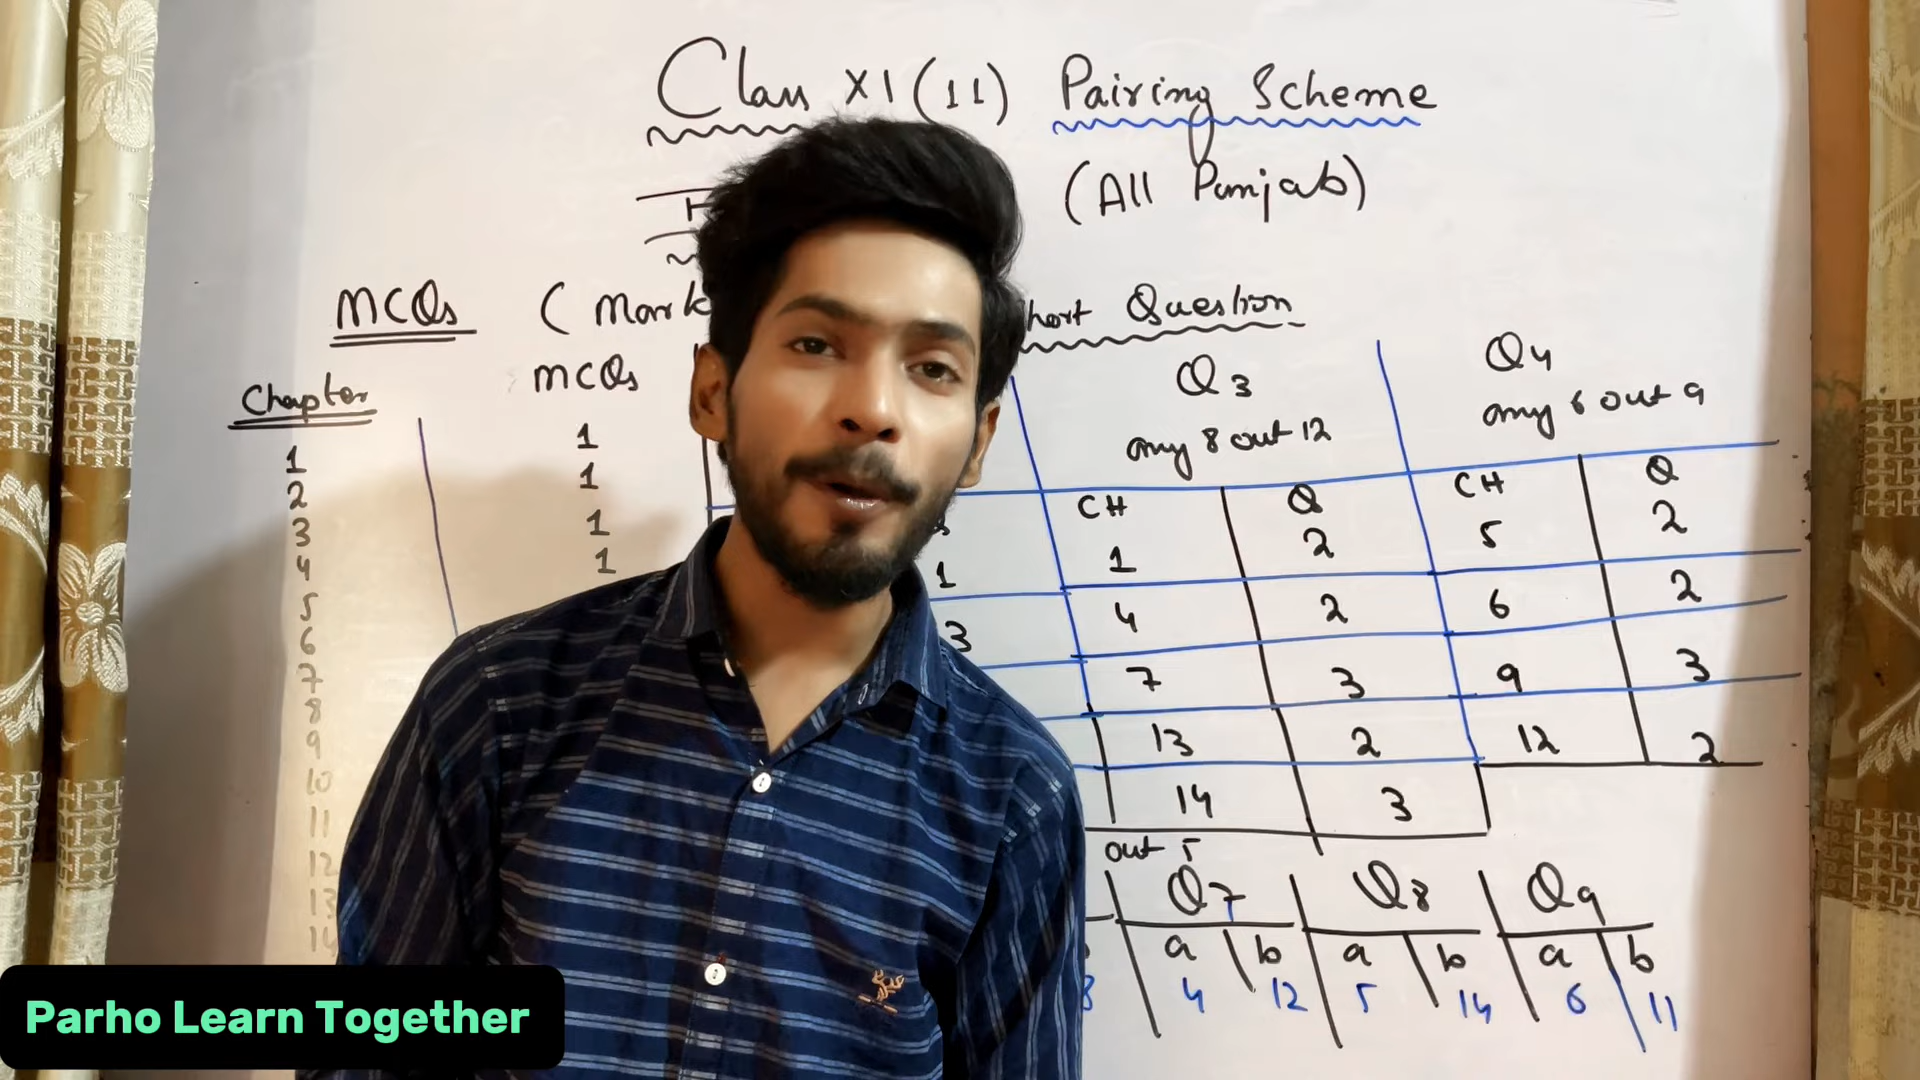 Class XI (11) Pairing Scheme
(All Punjab)
MCQs ( Mark
hort Question
Chapter
MCQs
1 1
2 1
3 1
4 1
5
6
7
8
9
10
11
12
13
14
1
3
Q3
any 8 out 12
CH Q
1 2
4 2
7 3
13 2
14 3
Q4
any 6 out 9
CH Q
5 2
6 2
9 3
12 2
out 5
Q7 Q8 Q9
a b a b a b
8 4 12 5 14 6 11
Parho Learn Together